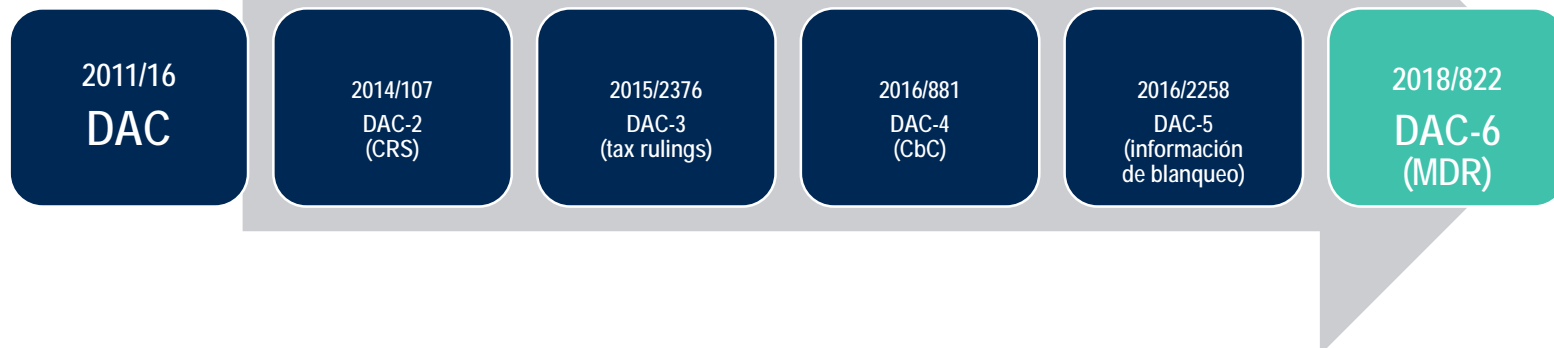 2011/16
DAC
2014/107
DAC-2
(CRS)
2015/2376
DAC-3
(tax rulings)
2016/881
DAC-4
(CbC)
2016/2258
DAC-5
(información
de blanqueo)
2018/822
DAC-6
(MDR)